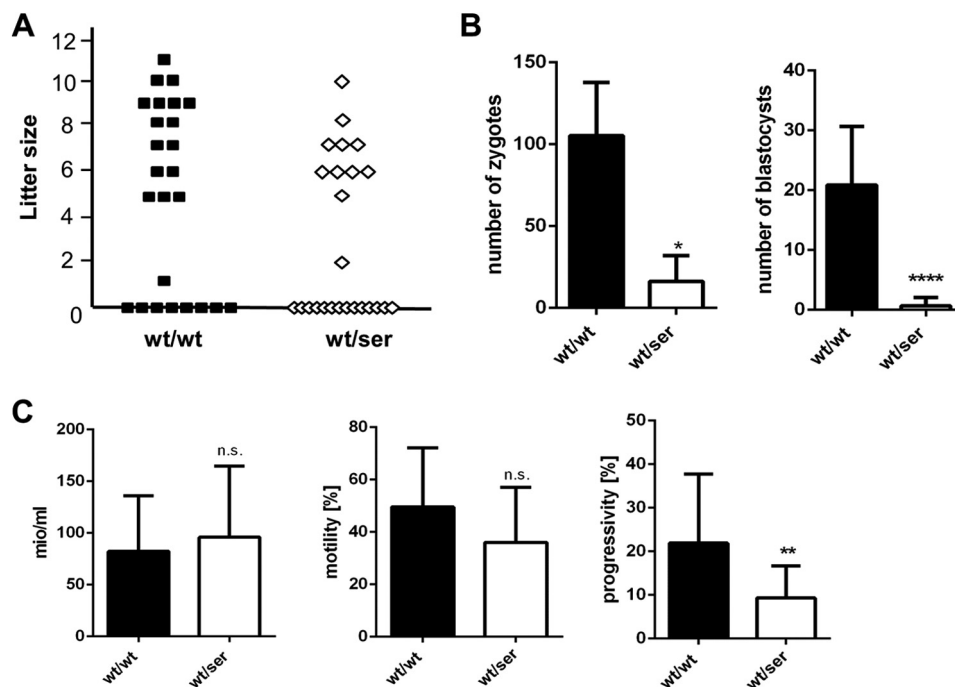 A
Litter size
12
10
8
6
4
2
0
wt/wt
wt/ser
B
number of zygotes
150
100
50
0
*
wt/wt
wt/ser
number of blastocysts
40
30
20
10
0
****
wt/wt
wt/ser
C
mio/ml
200
150
100
50
0
n.s.
wt/wt
wt/ser
motility [%]
80
60
40
20
0
n.s.
wt/wt
wt/ser
progressivity [%]
50
40
30
20
10
0
**
wt/wt
wt/ser